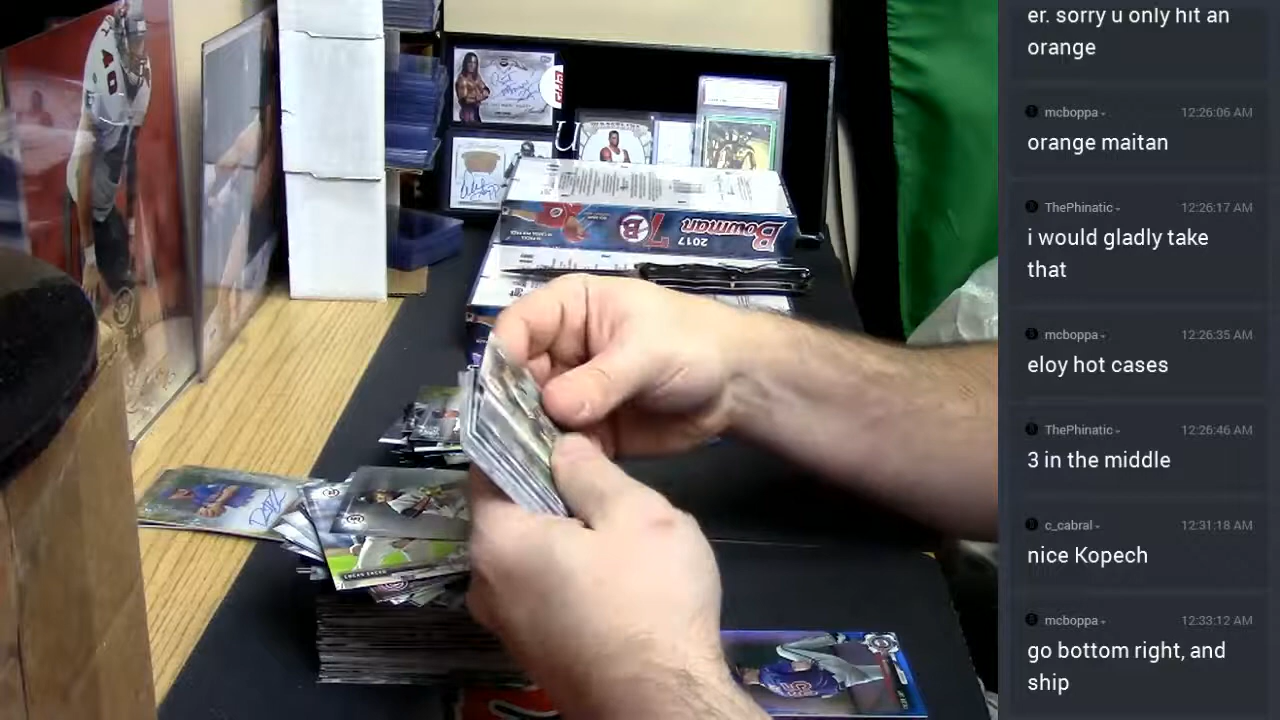 er. sorry u only hit an
orange
mcboppa
12:26:06 AM
orange maitan
ThePhinatic
12:26:17 AM
i would gladly take
that
mcboppa
12:26:35 AM
eloy hot cases
ThePhinatic
12:26:46 AM
3 in the middle
c_cabral
12:31:18 AM
nice Kopech
mcboppa
12:33:12 AM
go bottom right, and
ship
U
WRESTLING
2017
Bowman